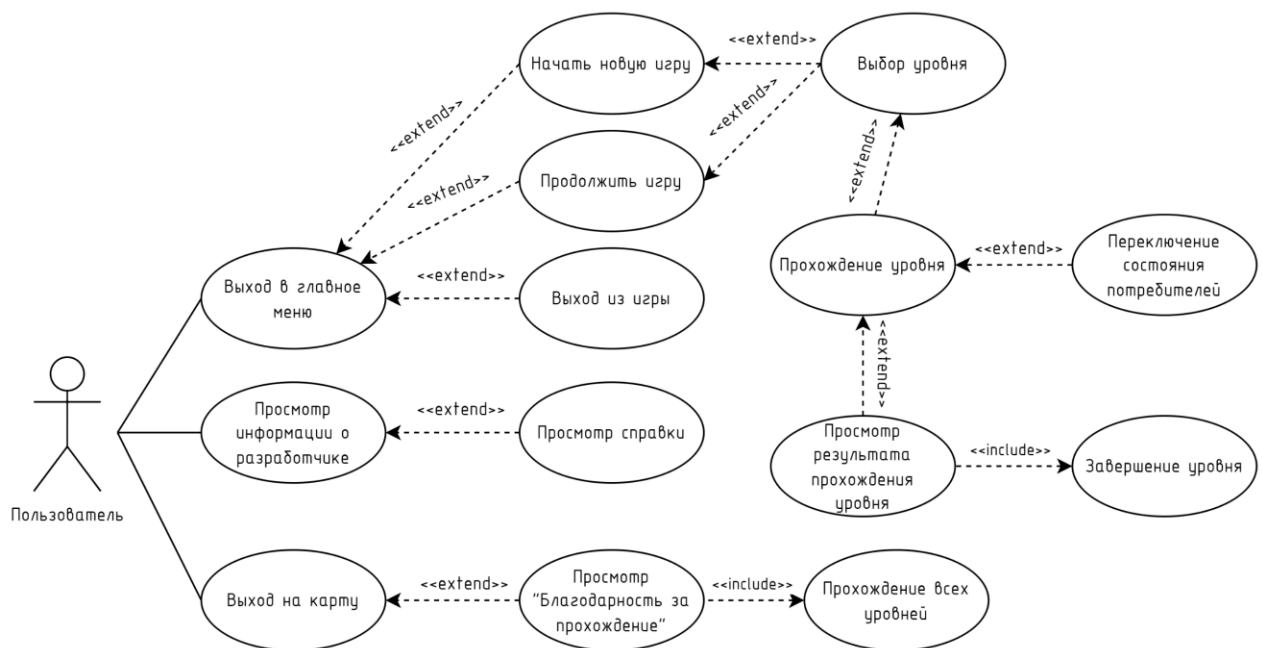 <<extend>>
Начать новую игру
<<extend>>
Выбор уровня
<<extend>>
<<extend>>
<<extend>>
Продолжить игру
<<extend>>
Выход в главное
меню
<<extend>>
Выход из игры
Прохождение уровня
<<extend>>
Переключение
состояния
потребителей
<<extend>>
Просмотр
информации о
разработчике
<<extend>>
Просмотр справки
Просмотр
результата
прохождения
уровня
<<include>>
Завершение уровня
Пользователь
Выход на карту
<<extend>>
Просмотр
"Благодарность за
прохождение"
<<include>>
Прохождение всех
уровней